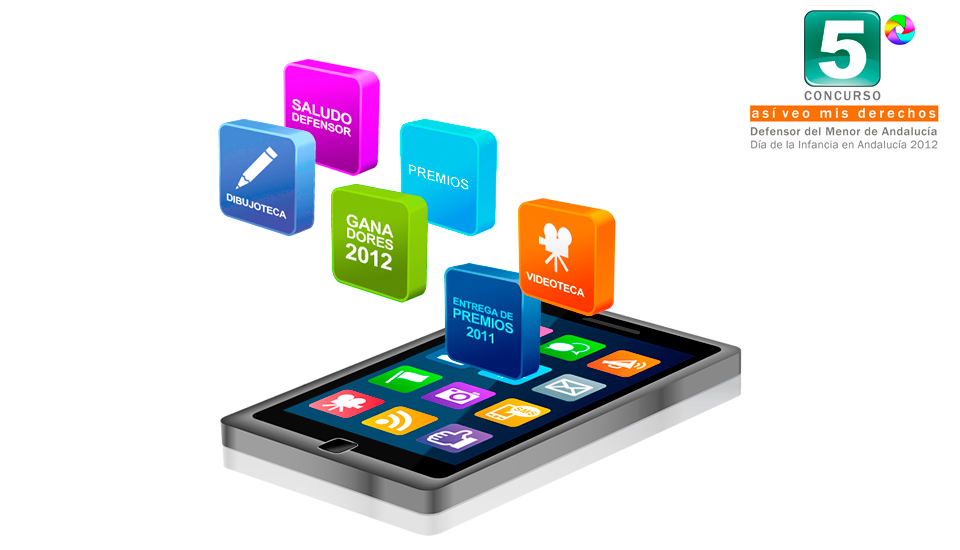 5
CONCURSO
así veo mis derechos
Defensor del Menor de Andalucía
Día de la Infancia en Andalucía 2012
SALUDO
DEFENSOR
DIBUJOTECA
PREMIOS
GANA
DORES
2012
VIDEOTECA
ENTREGA DE
PREMIOS
2011
SMS